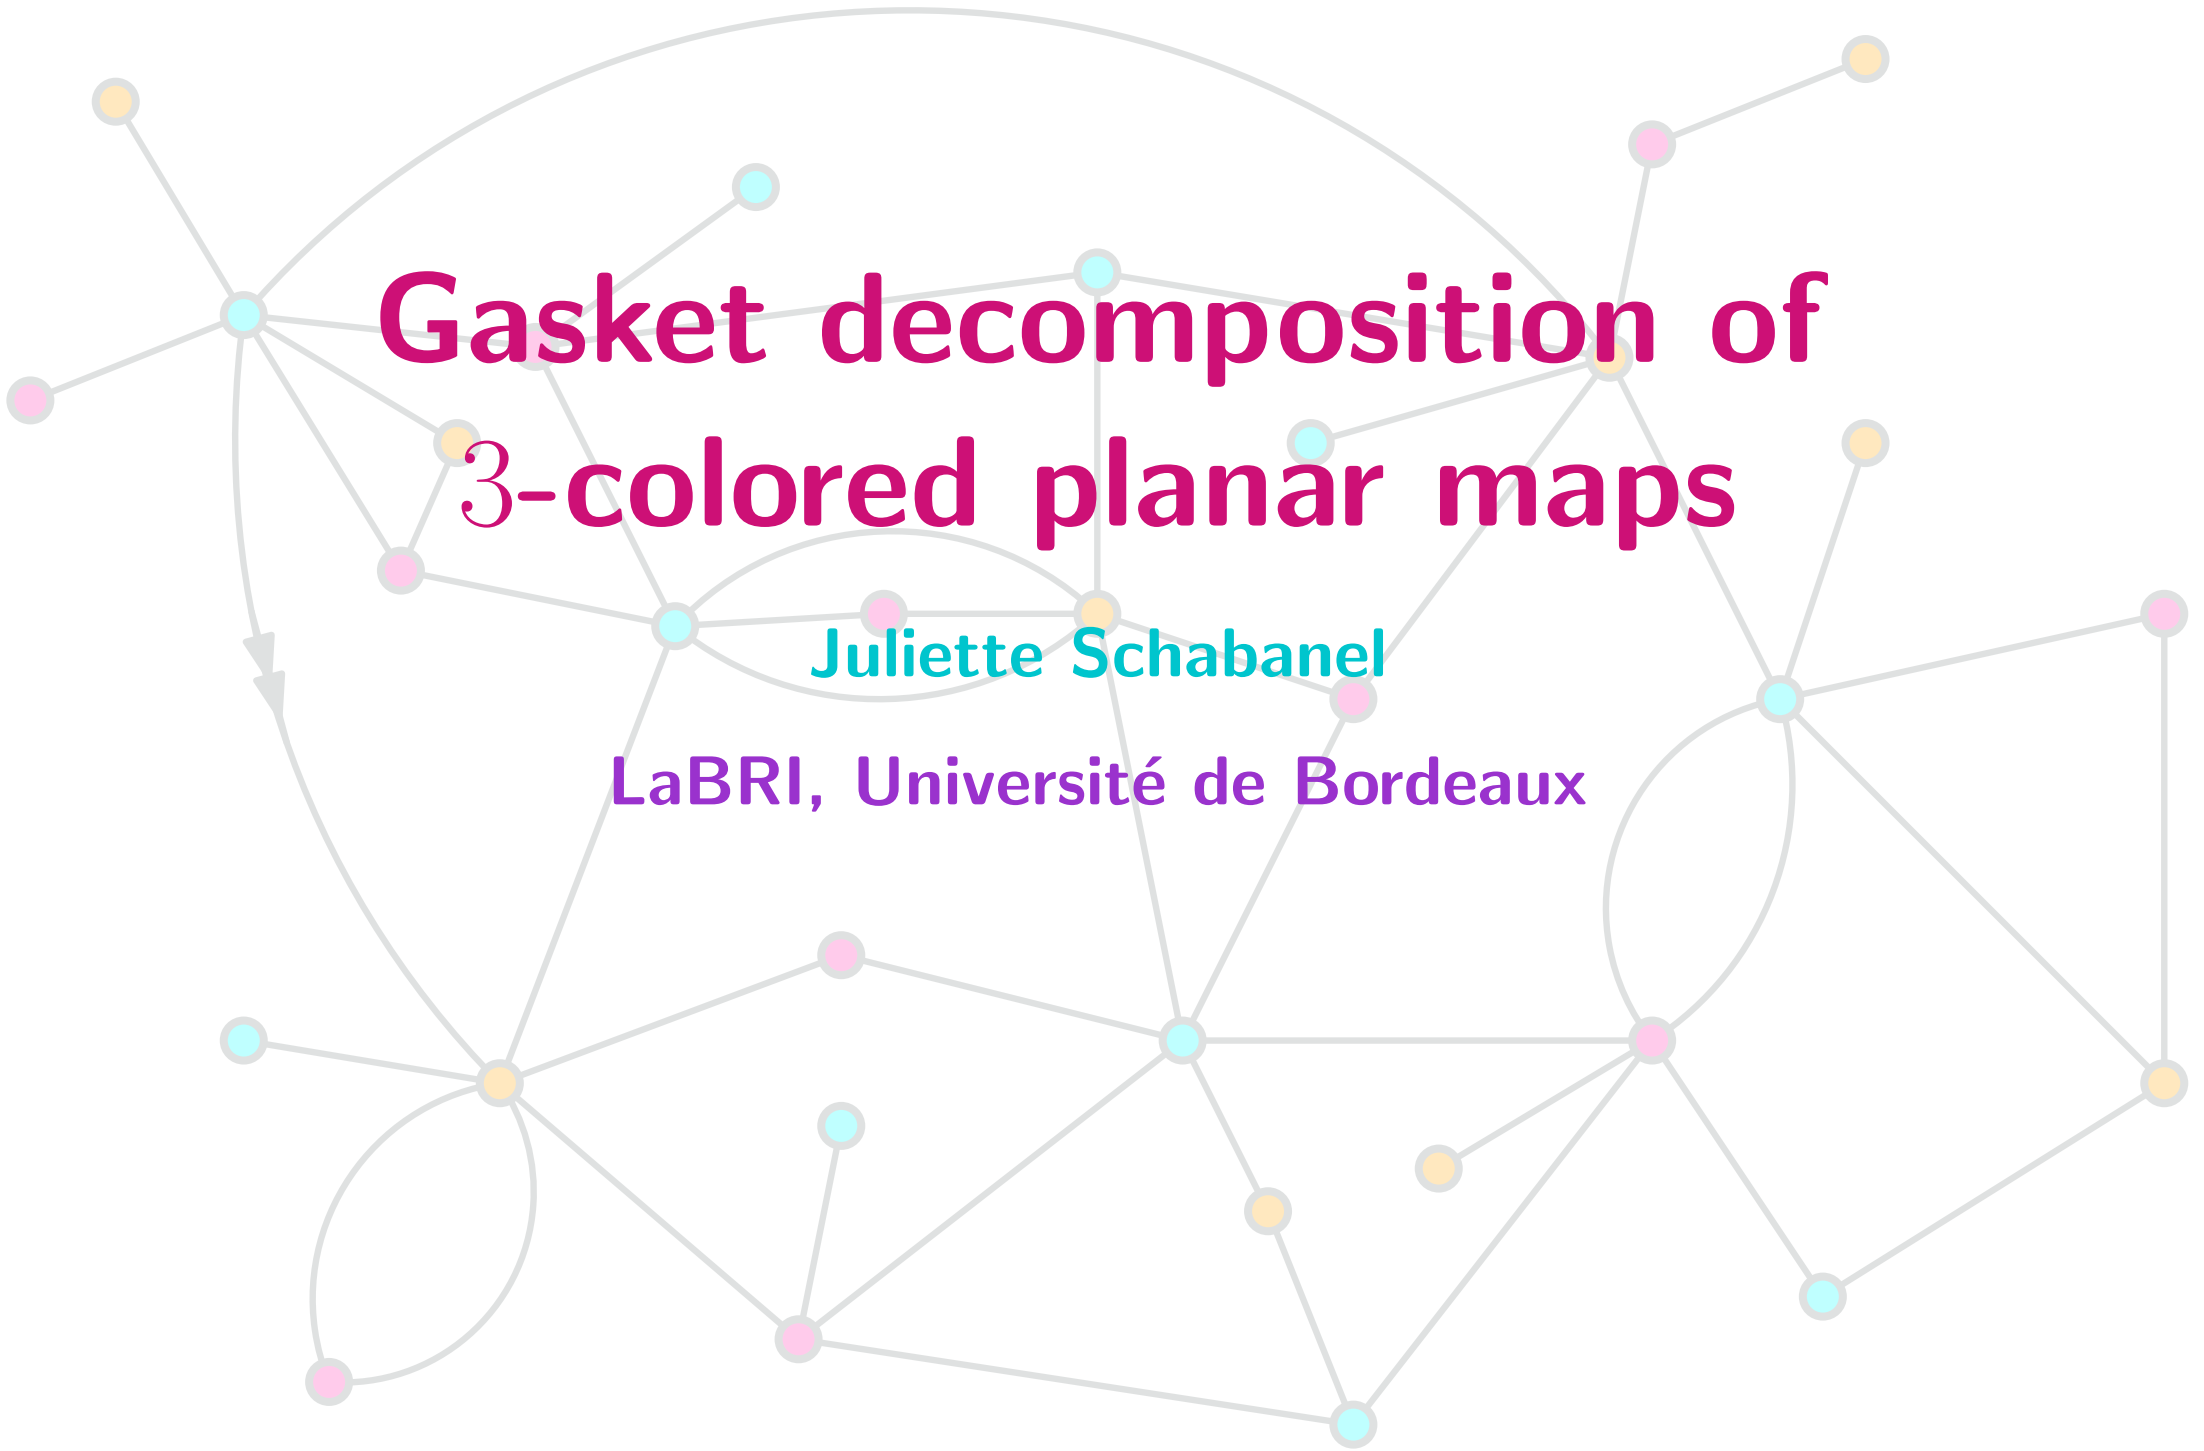 Gasket decomposition of
3-colored planar maps
Juliette Schabanel
LaBRI, Université de Bordeaux